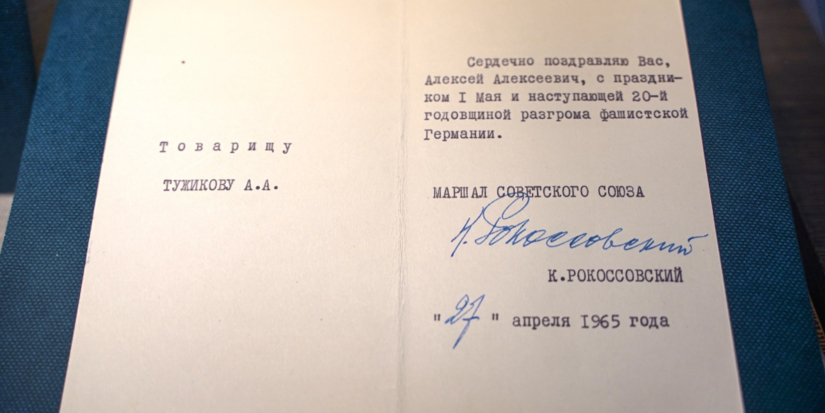 Товарищу
ТУЖИКОВУ А.А.
Сердечно поздравляю Вас,
Алексей Алексеевич, с праздни-
ком I Мая и наступающей 20-й
годовщиной разгрома фашистской
Германии.
МАРШАЛ СОВЕТСКОГО СОЮЗА
К. Рокоссовский
К.РОКОССОВСКИЙ
"27" апреля 1965 года